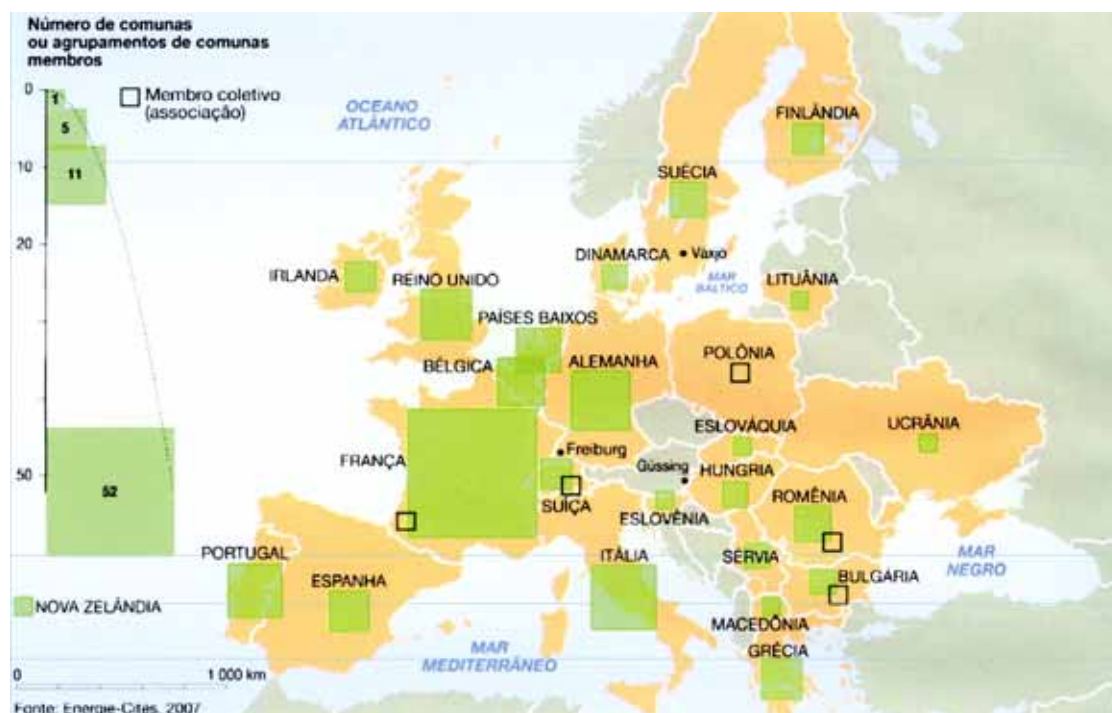 Número de comunas
ou agrupamentos de comunas
membros
0
1
5
10
11
20
50
52
Membro coletivo
(associação)
OCEANO
ATLÂNTICO
FINLÂNDIA
SUÉCIA
DINAMARCA
Växjo
MAR
BÁLTICO
LITUÂNIA
IRLANDA
REINO UNIDO
PAÍSES BAIXOS
BÉLGICA
ALEMANHA
POLÔNIA
ESLOVÁQUIA
UCRÂNIA
FRANÇA
Freiburg
Güssing
HUNGRIA
SUÍÇA
ESLOVÊNIA
ROMÊNIA
PORTUGAL
ESPANHA
ITÁLIA
SÉRVIA
MAR
NEGRO
BULGÁRIA
NOVA ZELÂNDIA
MACEDÔNIA
GRÉCIA
MAR
MEDITERRÂNEO
0
1 000 km
Fonte: Energie-Cités, 2007